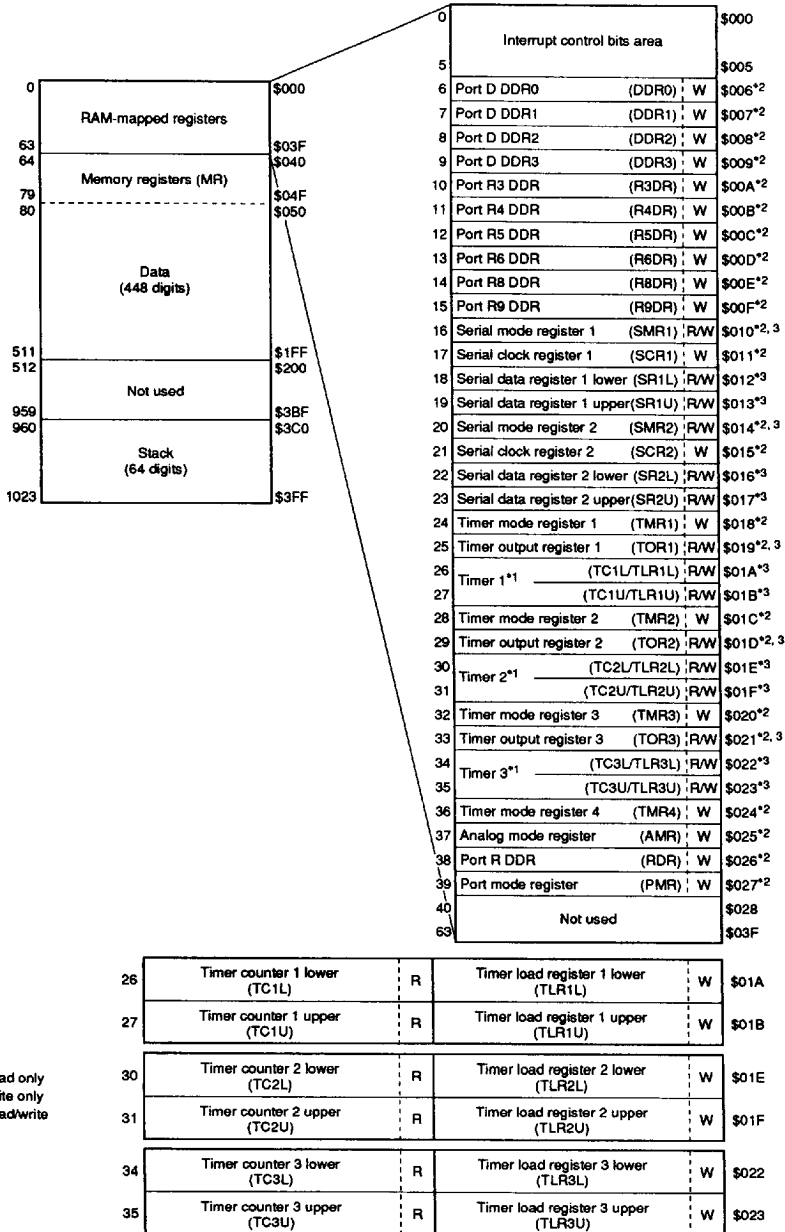 0 $000
RAM-mapped registers
63 $03F
64 $040
Memory registers (MR)
79 $04F
80 $050
Data
(448 digits)
511 $1FF
512 $200
Not used
959 $3BF
960 $3C0
Stack
(64 digits)
1023 $3FF
0 $000
Interrupt control bits area
5 $005
6 Port D DDR0 (DDR0) W $006*2
7 Port D DDR1 (DDR1) W $007*2
8 Port D DDR2 (DDR2) W $008*2
9 Port D DDR3 (DDR3) W $009*2
10 Port R3 DDR (R3DR) W $00A*2
11 Port R4 DDR (R4DR) W $00B*2
12 Port R5 DDR (R5DR) W $00C*2
13 Port R6 DDR (R6DR) W $00D*2
14 Port R8 DDR (R8DR) W $00E*2
15 Port R9 DDR (R9DR) W $00F*2
16 Serial mode register 1 (SMR1) R/W $010*2, 3
17 Serial clock register 1 (SCR1) W $011*2
18 Serial data register 1 lower (SR1L) R/W $012*3
19 Serial data register 1 upper(SR1U) R/W $013*3
20 Serial mode register 2 (SMR2) R/W $014*2, 3
21 Serial clock register 2 (SCR2) W $015*2
22 Serial data register 2 lower (SR2L) R/W $016*3
23 Serial data register 2 upper(SR2U) R/W $017*3
24 Timer mode register 1 (TMR1) W $018*2
25 Timer output register 1 (TOR1) R/W $019*2, 3
26 (TC1L/TLR1L) R/W $01A*3
Timer 1*1
27 (TC1U/TLR1U) R/W $01B*3
28 Timer mode register 2 (TMR2) W $01C*2
29 Timer output register 2 (TOR2) R/W $01D*2, 3
30 (TC2L/TLR2L) R/W $01E*3
Timer 2*1
31 (TC2U/TLR2U) R/W $01F*3
32 Timer mode register 3 (TMR3) W $020*2
33 Timer output register 3 (TOR3) R/W $021*2, 3
34 (TC3L/TLR3L) R/W $022*3
Timer 3*1
35 (TC3U/TLR3U) R/W $023*3
36 Timer mode register 4 (TMR4) W $024*2
37 Analog mode register (AMR) W $025*2
38 Port R DDR (RDR) W $026*2
39 Port mode register (PMR) W $027*2
40 $028
Not used
63 $03F
26 Timer counter 1 lower R Timer load register 1 lower W $01A
(TC1L) (TLR1L)
27 Timer counter 1 upper R Timer load register 1 upper W $01B
(TC1U) (TLR1U)
ad only
ite only
ad/write
30 Timer counter 2 lower R Timer load register 2 lower W $01E
(TC2L) (TLR2L)
31 Timer counter 2 upper R Timer load register 2 upper W $01F
(TC2U) (TLR2U)
34 Timer counter 3 lower R Timer load register 3 lower W $022
(TC3L) (TLR3L)
35 Timer counter 3 upper R Timer load register 3 upper W $023
(TC3U) (TLR3U)